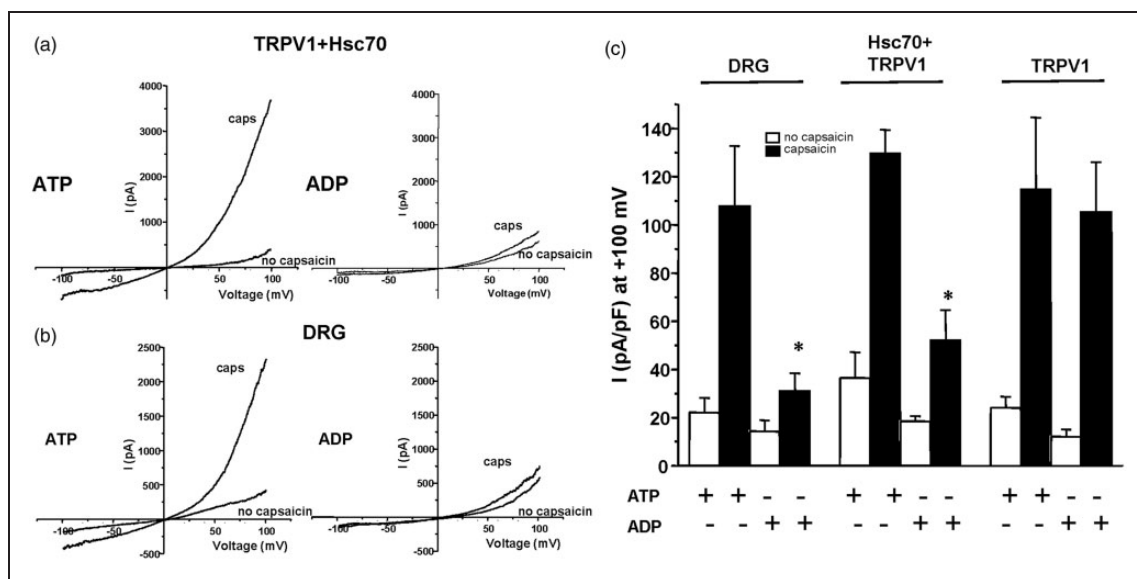 (a)
TRPV1+Hsc70
4000
3000
2000
1000
caps
ATP
I (pA)
no capsaicin
-100
-50
50
100
Voltage (mV)
4000
3000
2000
1000
caps
ADP
I (pA)
no capsaicin
-100
-50
50
100
Voltage (mV)
(b)
DRG
2500
2000
1500
1000
500
-500
caps
ATP
I (pA)
no capsaicin
-100
-50
50
100
Voltage (mV)
2500
2000
1500
1000
500
-500
caps
ADP
I (pA)
no capsaicin
-100
-50
50
100
Voltage (mV)
(c)
DRG
Hsc70+
TRPV1
TRPV1
no capsaicin
capsaicin
I (pA/pF) at +100 mV
140
120
100
80
60
40
20
0
* *
ATP + + - - + + - - + + - -
ADP - - + + - - + + - - + +